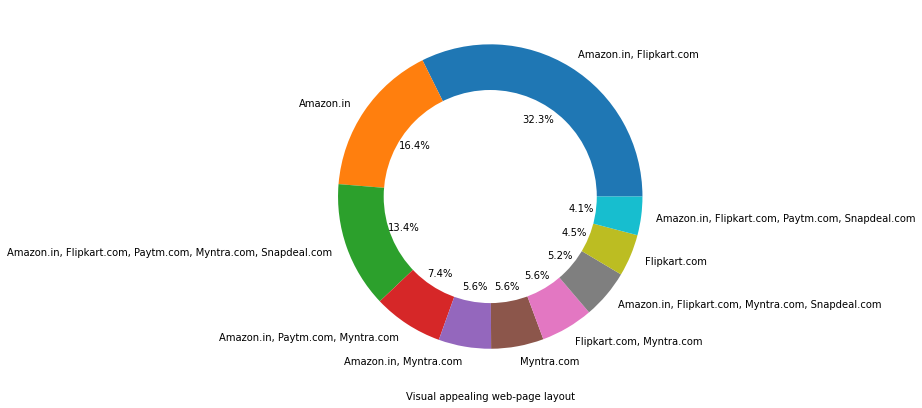 Amazon.in, Flipkart.com
Amazon.in
32.3%
16.4%
4.1%
Amazon.in, Flipkart.com, Paytm.com, Snapdeal.com
13.4%
4.5%
Amazon.in, Flipkart.com, Paytm.com, Myntra.com, Snapdeal.com
5.2%
Flipkart.com
7.4%
5.6%
5.6%
5.6%
Amazon.in, Flipkart.com, Myntra.com, Snapdeal.com
Amazon.in, Paytm.com, Myntra.com
Flipkart.com, Myntra.com
Amazon.in, Myntra.com
Myntra.com
Visual appealing web-page layout